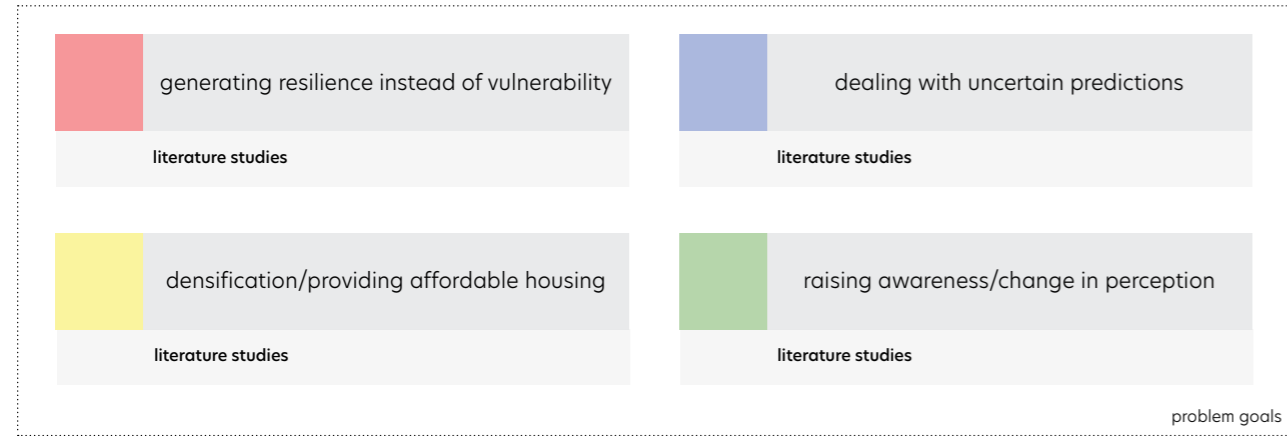 generating resilience instead of vulnerability
literature studies
dealing with uncertain predictions
literature studies
densification/providing affordable housing
literature studies
raising awareness/change in perception
literature studies
problem goals